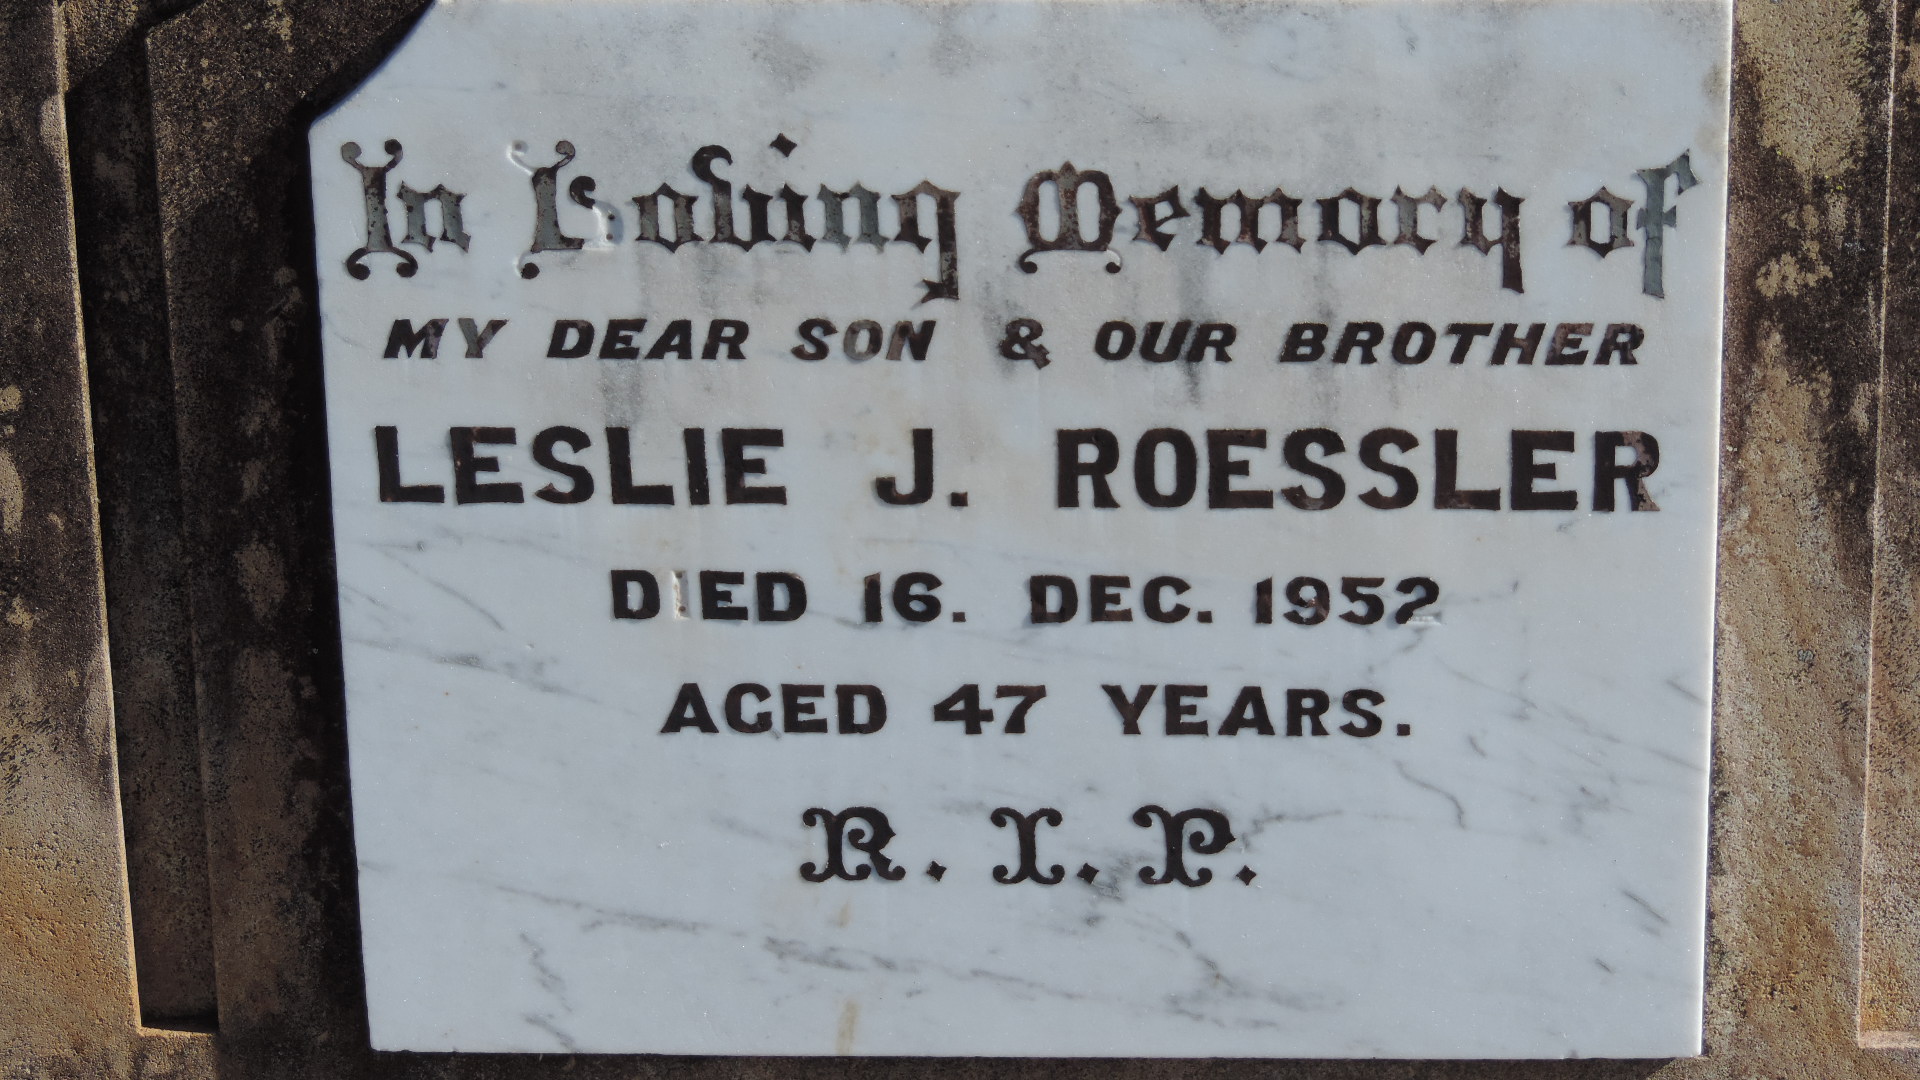 In Loving Memory of
MY DEAR SON & OUR BROTHER
LESLIE J. ROESSLER
DIED 16. DEC. 1952
AGED 47 YEARS.
R. I. P.